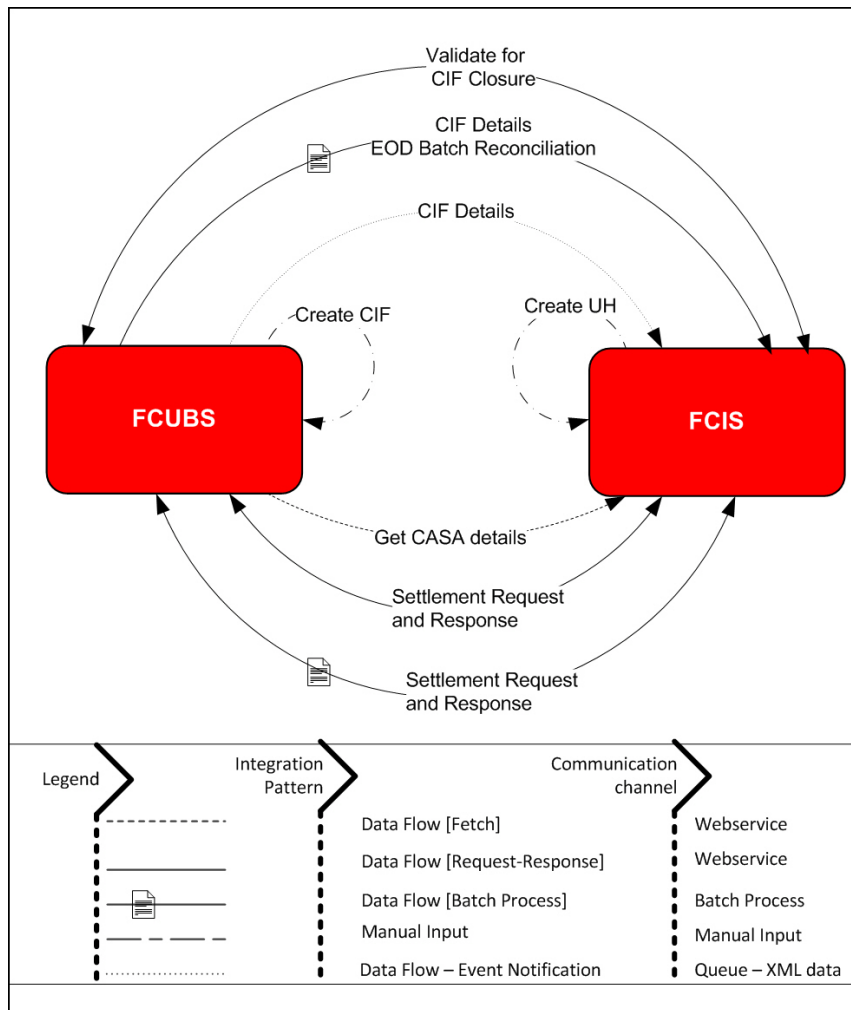 Validate for
CIF Closure
CIF Details
EOD Batch Reconciliation
CIF Details
Create CIF
Create UH
FCUBS
FCIS
Get CASA details
Settlement Request
and Response
Settlement Request
and Response
Legend
Integration
Pattern
Communication
channel
Data Flow [Fetch]
Webservice
Data Flow [Request-Response]
Webservice
Data Flow [Batch Process]
Batch Process
Manual Input
Manual Input
Data Flow – Event Notification
Queue – XML data